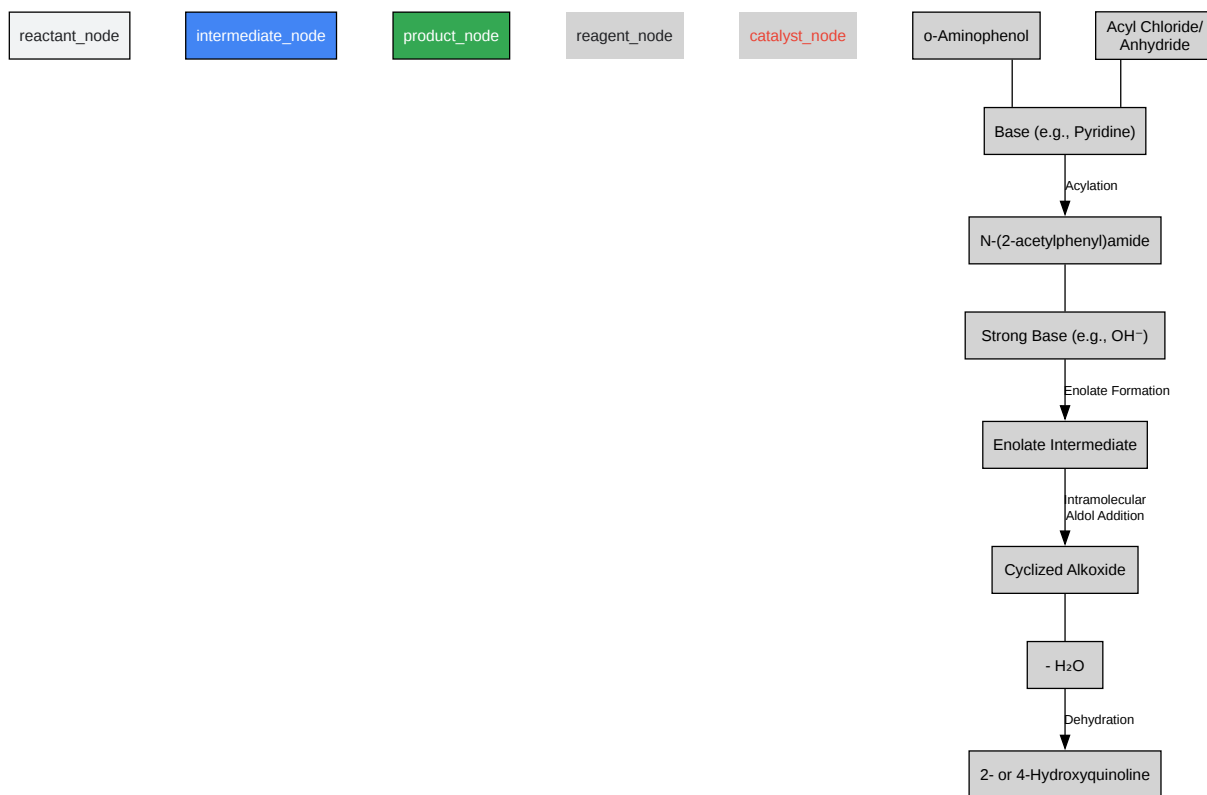 reactant_node
intermediate_node
product_node
reagent_node
catalyst_node
o-Aminophenol
Acyl Chloride/
Anhydride
Base (e.g., Pyridine)
Acylation
N-(2-acetylphenyl)amide
Strong Base (e.g., OH⁻)
Enolate Formation
Enolate Intermediate
Intramolecular
Aldol Addition
Cyclized Alkoxide
- H₂O
Dehydration
2- or 4-Hydroxyquinoline